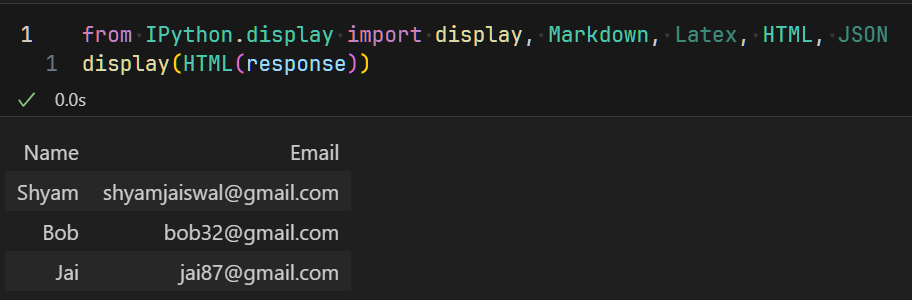 1 from IPython.display import display, Markdown, Latex, HTML, JSON
1 display(HTML(response))
✓ 0.0s
Name Email
Shyam shyamjaiswal@gmail.com
Bob bob32@gmail.com
Jai jai87@gmail.com